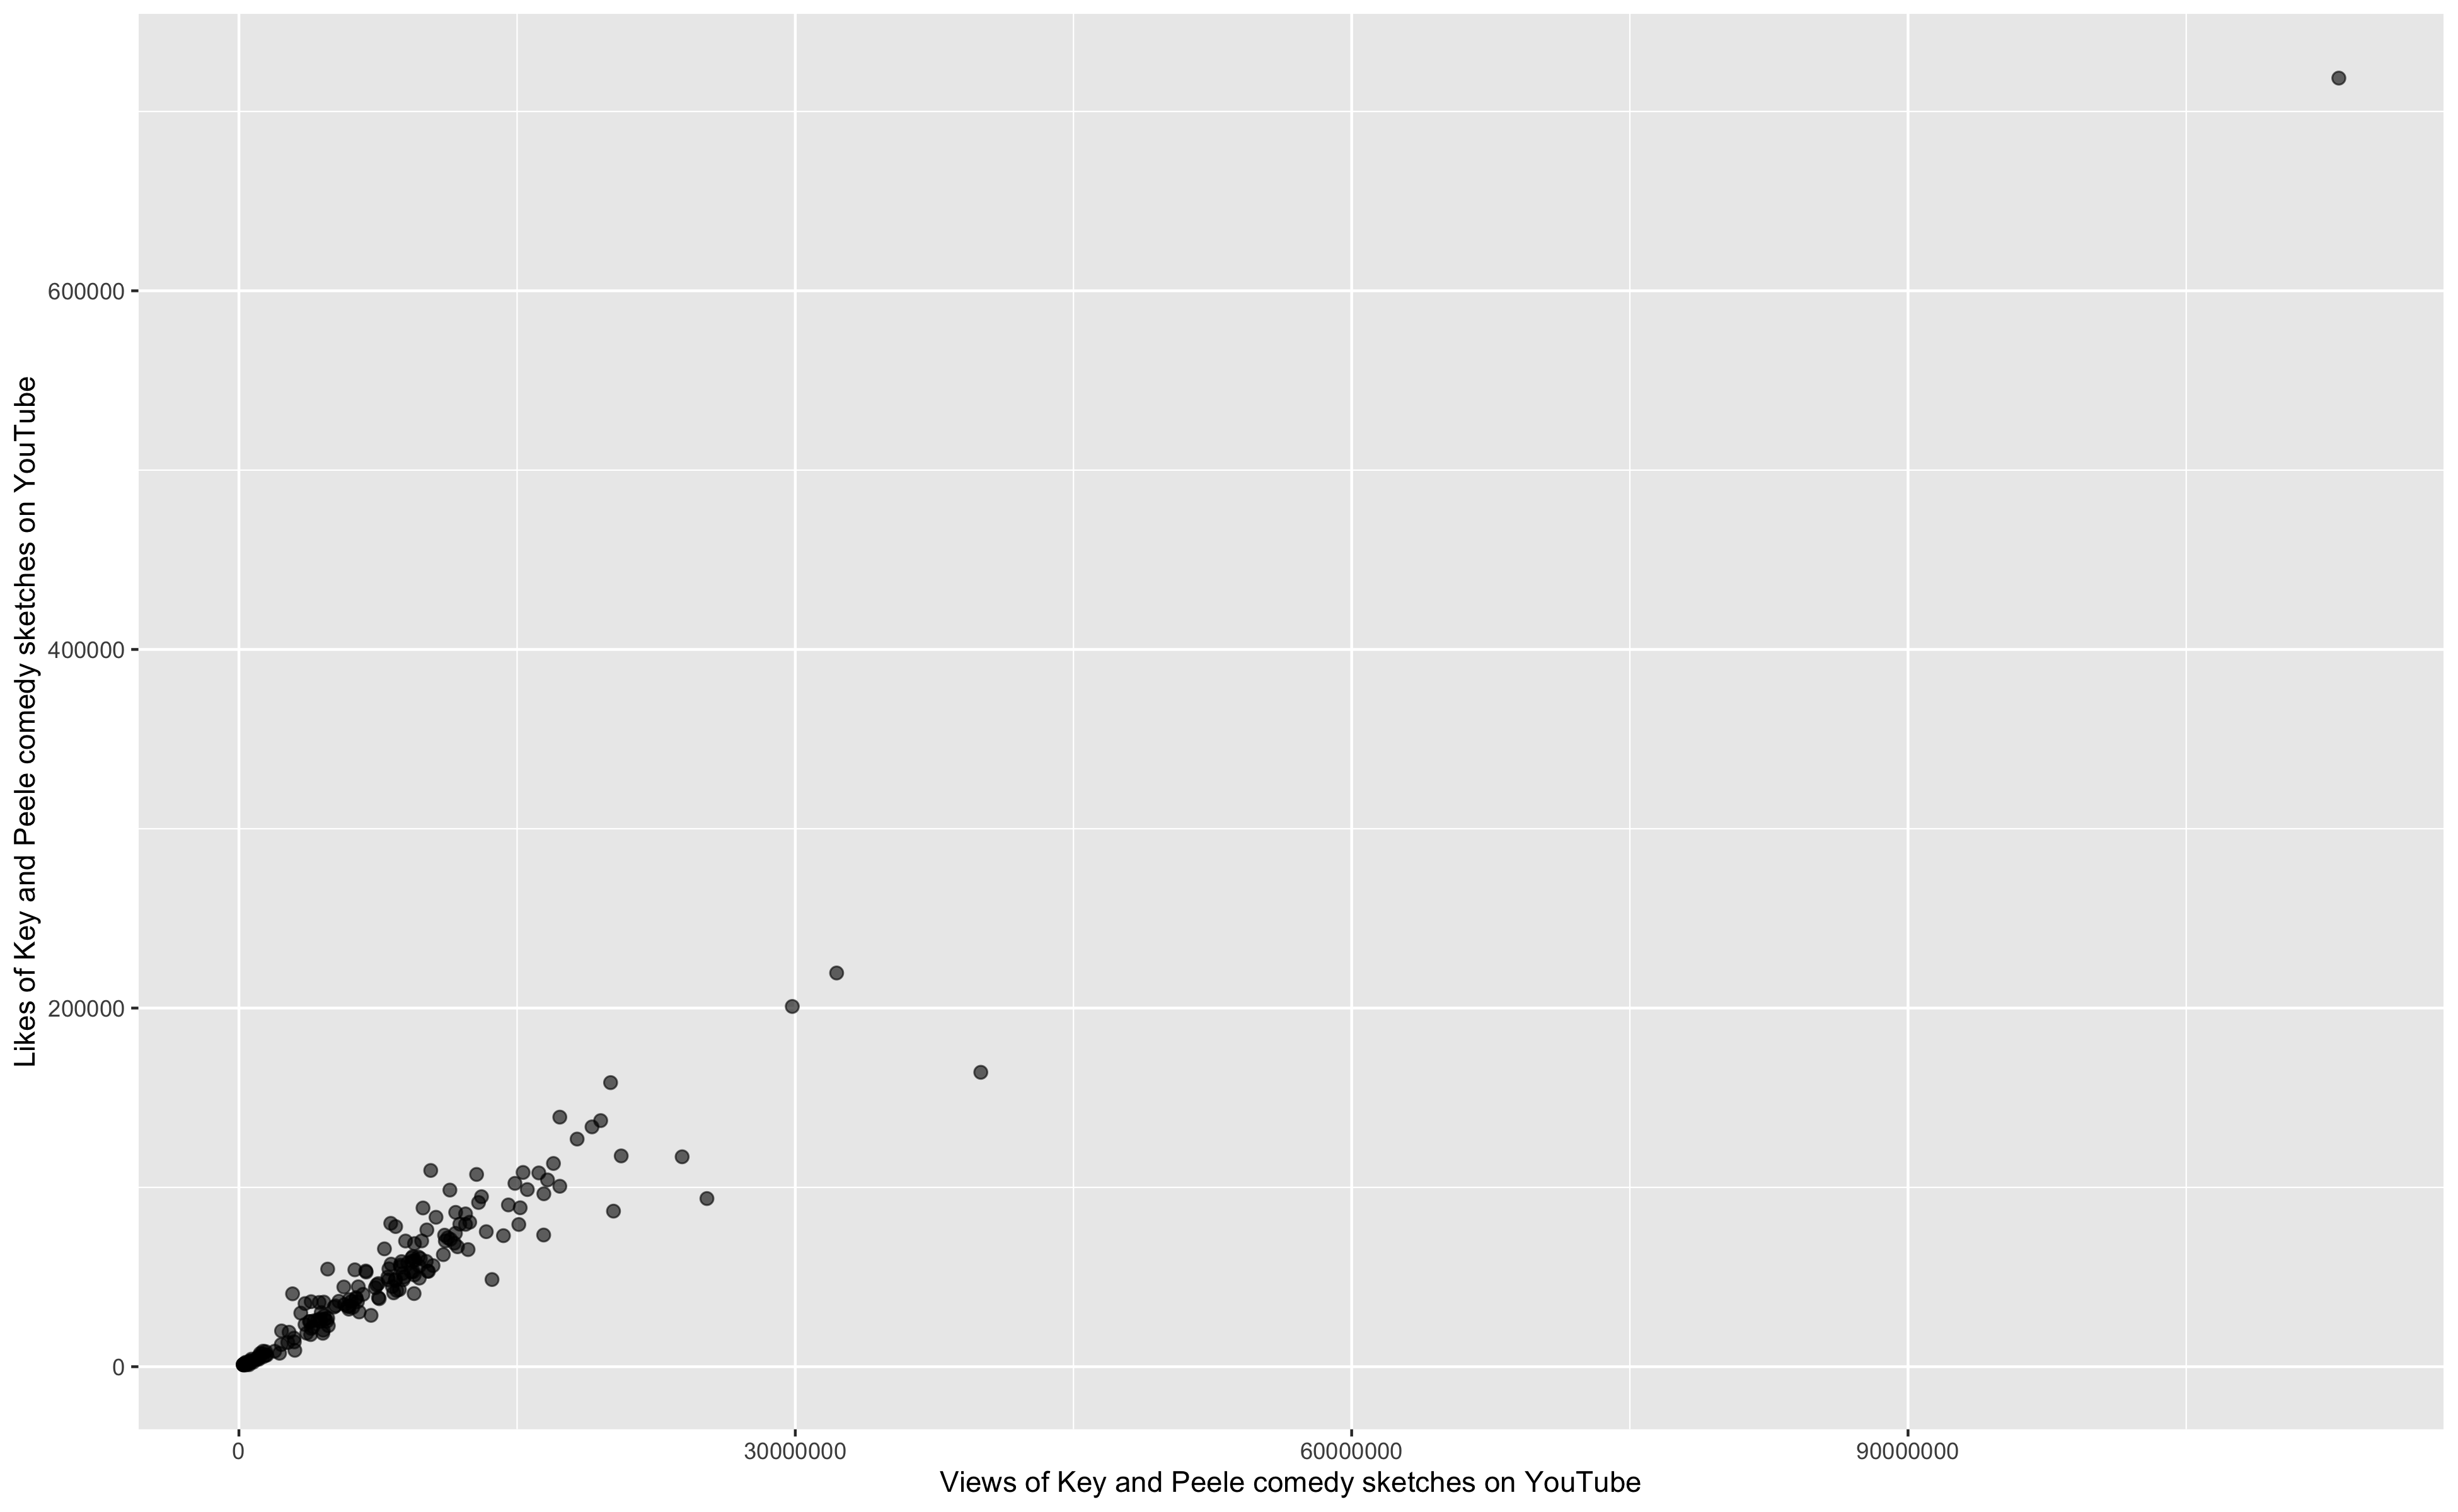 Likes of Key and Peele comedy sketches on YouTube
600000
400000
200000
0
0 30000000 60000000 90000000
Views of Key and Peele comedy sketches on YouTube